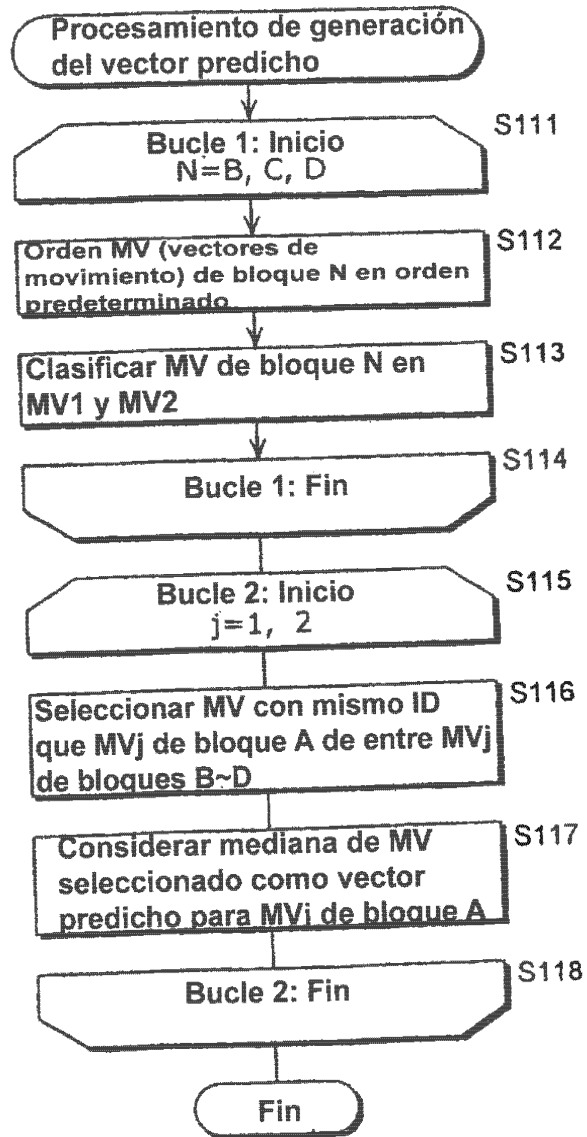 Procesamiento de generación
del vector predicho
S111
Bucle 1: Inicio
N=B, C, D
S112
Orden MV (vectores de
movimiento) de bloque N en orden
predeterminado
S113
Clasificar MV de bloque N en
MV1 y MV2
S114
Bucle 1: Fin
S115
Bucle 2: Inicio
j=1, 2
S116
Seleccionar MV con mismo ID
que MVj de bloque A de entre MVj
de bloques B~D
S117
Considerar mediana de MV
seleccionado como vector
predicho para MVj de bloque A
S118
Bucle 2: Fin
Fin